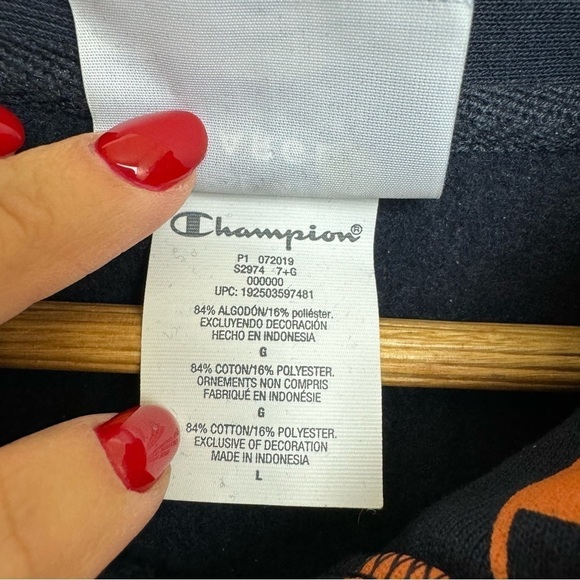 Champion®
P1 072019
S2974 7+G
000000
UPC: 192503597481
84% ALGODÓN/16% poliéster.
EXCLUYENDO DECORACIÓN
HECHO EN INDONESIA
G
84 % COTON/16% POLYESTER.
ORNEMENTS NON COMPRIS
FABRIQUÉ EN INDONÉSIE
G
84% COTTON/16% POLYESTER.
EXCLUSIVE OF DECORATION
MADE IN INDONESIA
L